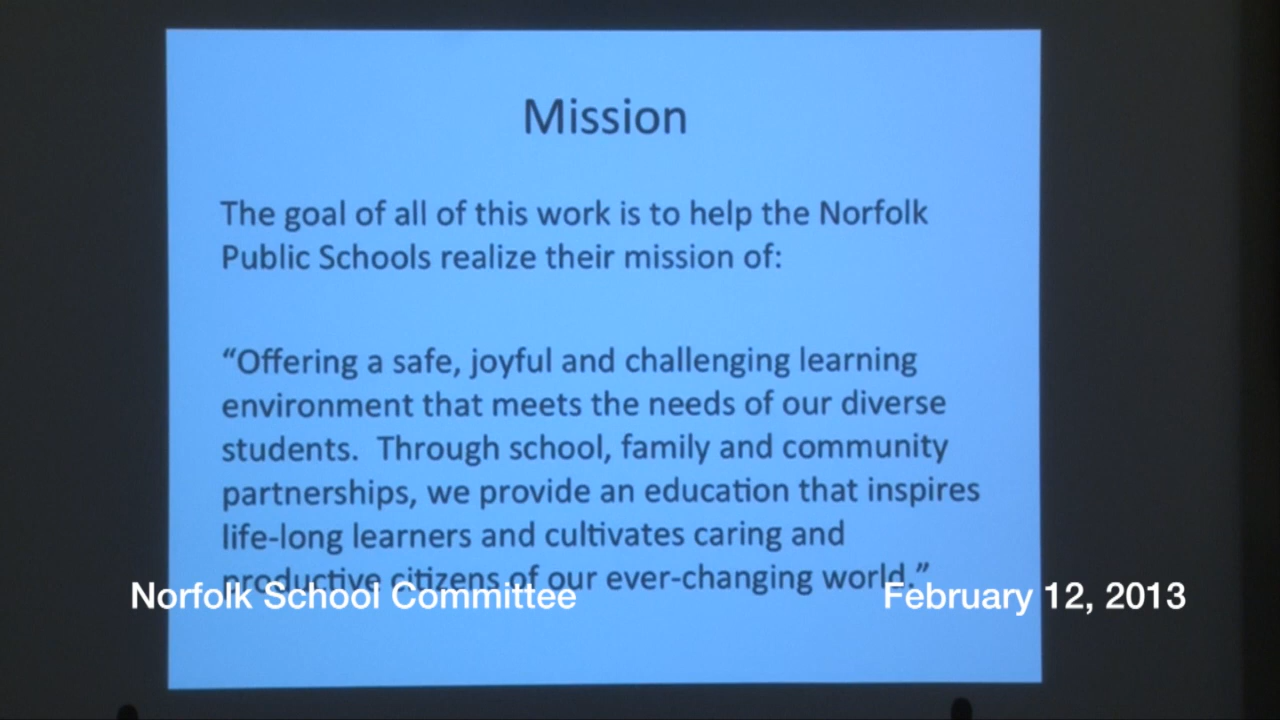 Mission
The goal of all of this work is to help the Norfolk
Public Schools realize their mission of:
“Offering a safe, joyful and challenging learning
environment that meets the needs of our diverse
students.  Through school, family and community
partnerships, we provide an education that inspires
life-long learners and cultivates caring and
productive citizens of our ever-changing world.”
Norfolk School Committee
February 12, 2013